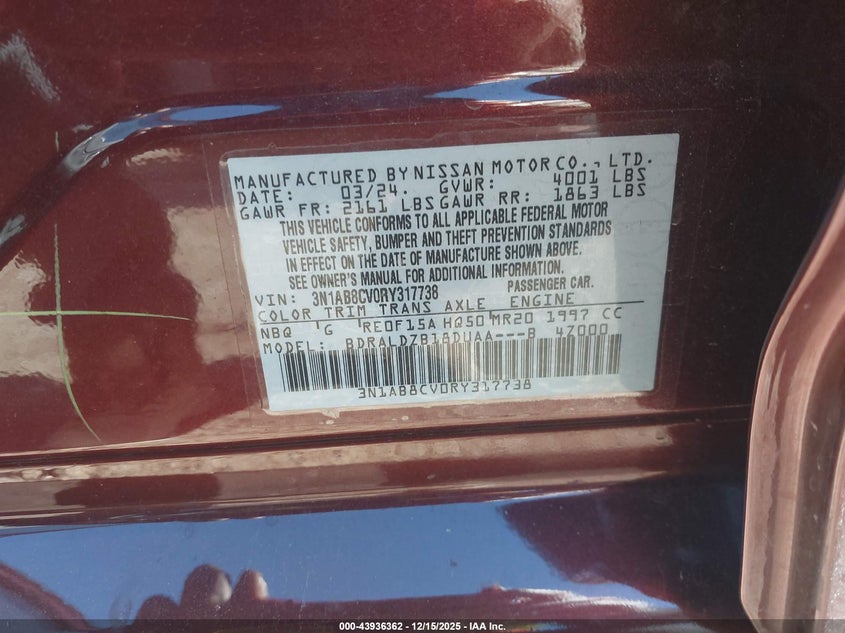 MANUFACTURED BY NISSAN MOTOR CO., LTD.
DATE: 03/24. GVWR: 4001 LBS
GAWR FR: 2161 LBS GAWR RR: 1863 LBS
THIS VEHICLE CONFORMS TO ALL APPLICABLE FEDERAL MOTOR
VEHICLE SAFETY, BUMPER AND THEFT PREVENTION STANDARDS
IN EFFECT ON THE DATE OF MANUFACTURE SHOWN ABOVE.
SEE OWNER'S MANUAL FOR ADDITIONAL INFORMATION.
VIN: 3N1AB8CV0RY317738 PASSENGER CAR.
COLOR TRIM TRANS AXLE ENGINE
NBQ G RE0F15A HQ50 MR20 1997 CC
MODEL: BDRALDZB18DUAA---B 4Z000
3N1AB8CV0RY317738
000-43936362 - 12/15/2025 - IAA Inc.